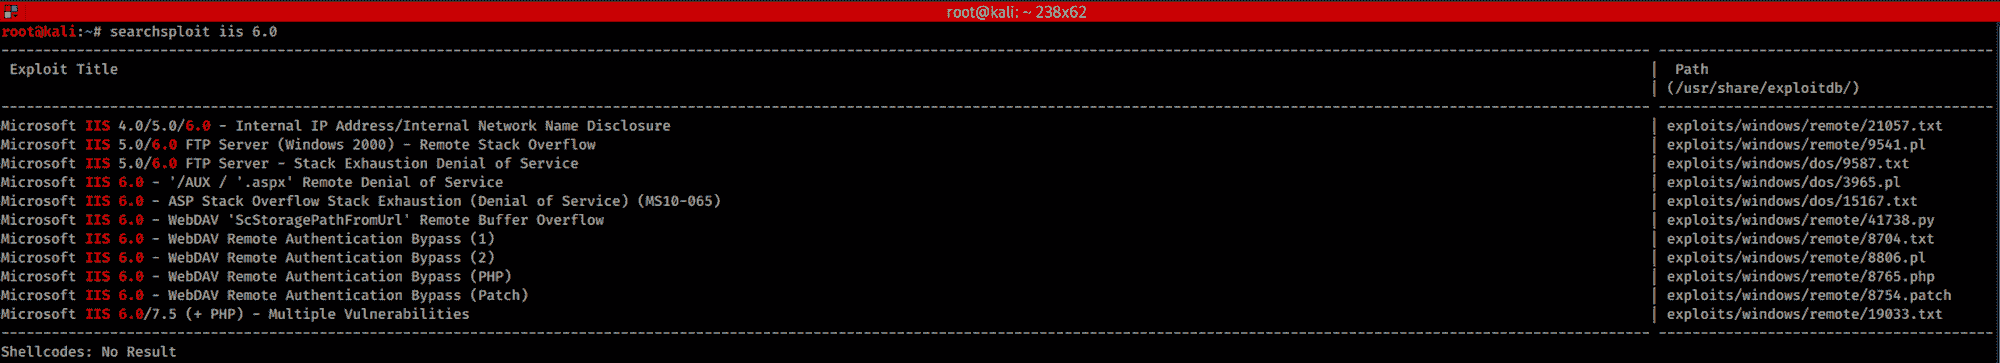 root@kali: ~ 238x62
root@kali:~# searchsploit iis 6.0
Exploit Title | Path
| (/usr/share/exploitdb/)
Microsoft IIS 4.0/5.0/6.0 - Internal IP Address/Internal Network Name Disclosure | exploits/windows/remote/21057.txt
Microsoft IIS 5.0/6.0 FTP Server (Windows 2000) - Remote Stack Overflow | exploits/windows/remote/9541.pl
Microsoft IIS 5.0/6.0 FTP Server - Stack Exhaustion Denial of Service | exploits/windows/dos/9587.txt
Microsoft IIS 6.0 - '/AUX / '.aspx' Remote Denial of Service | exploits/windows/dos/3965.pl
Microsoft IIS 6.0 - ASP Stack Overflow Stack Exhaustion (Denial of Service) (MS10-065) | exploits/windows/dos/15167.txt
Microsoft IIS 6.0 - WebDAV 'ScStoragePathFromUrl' Remote Buffer Overflow | exploits/windows/remote/41738.py
Microsoft IIS 6.0 - WebDAV Remote Authentication Bypass (1) | exploits/windows/remote/8704.txt
Microsoft IIS 6.0 - WebDAV Remote Authentication Bypass (2) | exploits/windows/remote/8806.pl
Microsoft IIS 6.0 - WebDAV Remote Authentication Bypass (PHP) | exploits/windows/remote/8765.php
Microsoft IIS 6.0 - WebDAV Remote Authentication Bypass (Patch) | exploits/windows/remote/8754.patch
Microsoft IIS 6.0/7.5 (+ PHP) - Multiple Vulnerabilities | exploits/windows/remote/19033.txt
Shellcodes: No Result